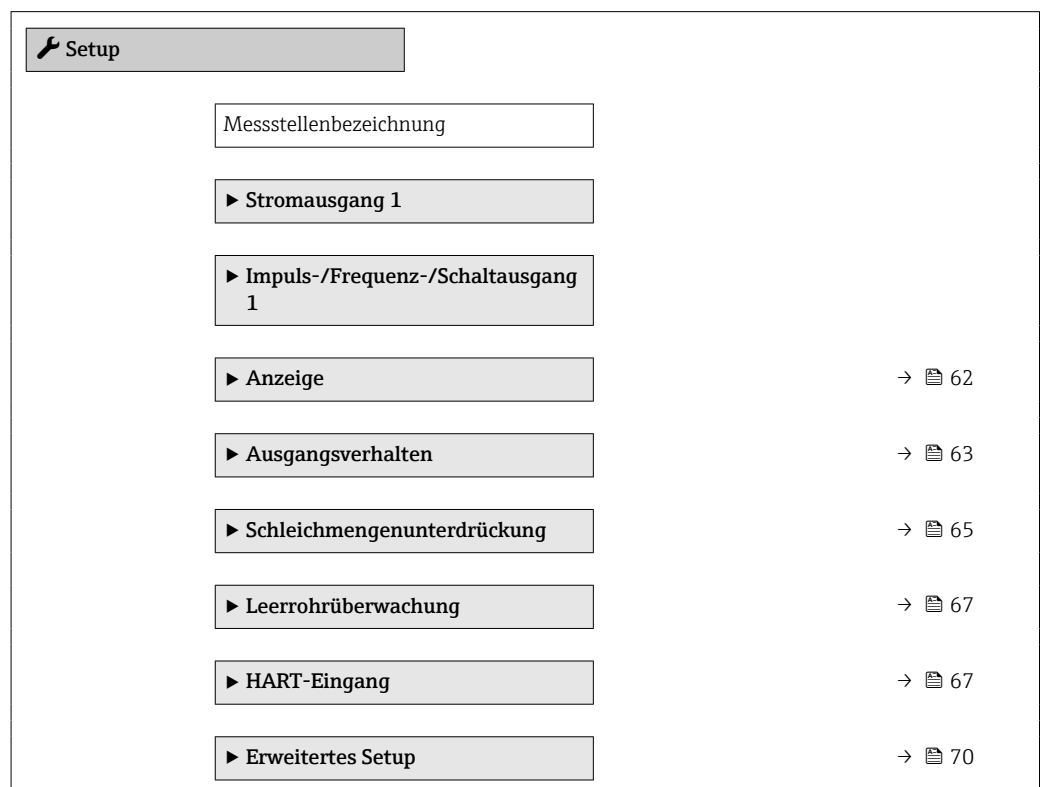 Setup
Messstellenbezeichnung
▶ Stromausgang 1
▶ Impuls-/Frequenz-/Schaltausgang
1
▶ Anzeige → 62
▶ Ausgangsverhalten → 63
▶ Schleichmengenunterdrückung → 65
▶ Leerrohrüberwachung → 67
▶ HART-Eingang → 67
▶ Erweitertes Setup → 70